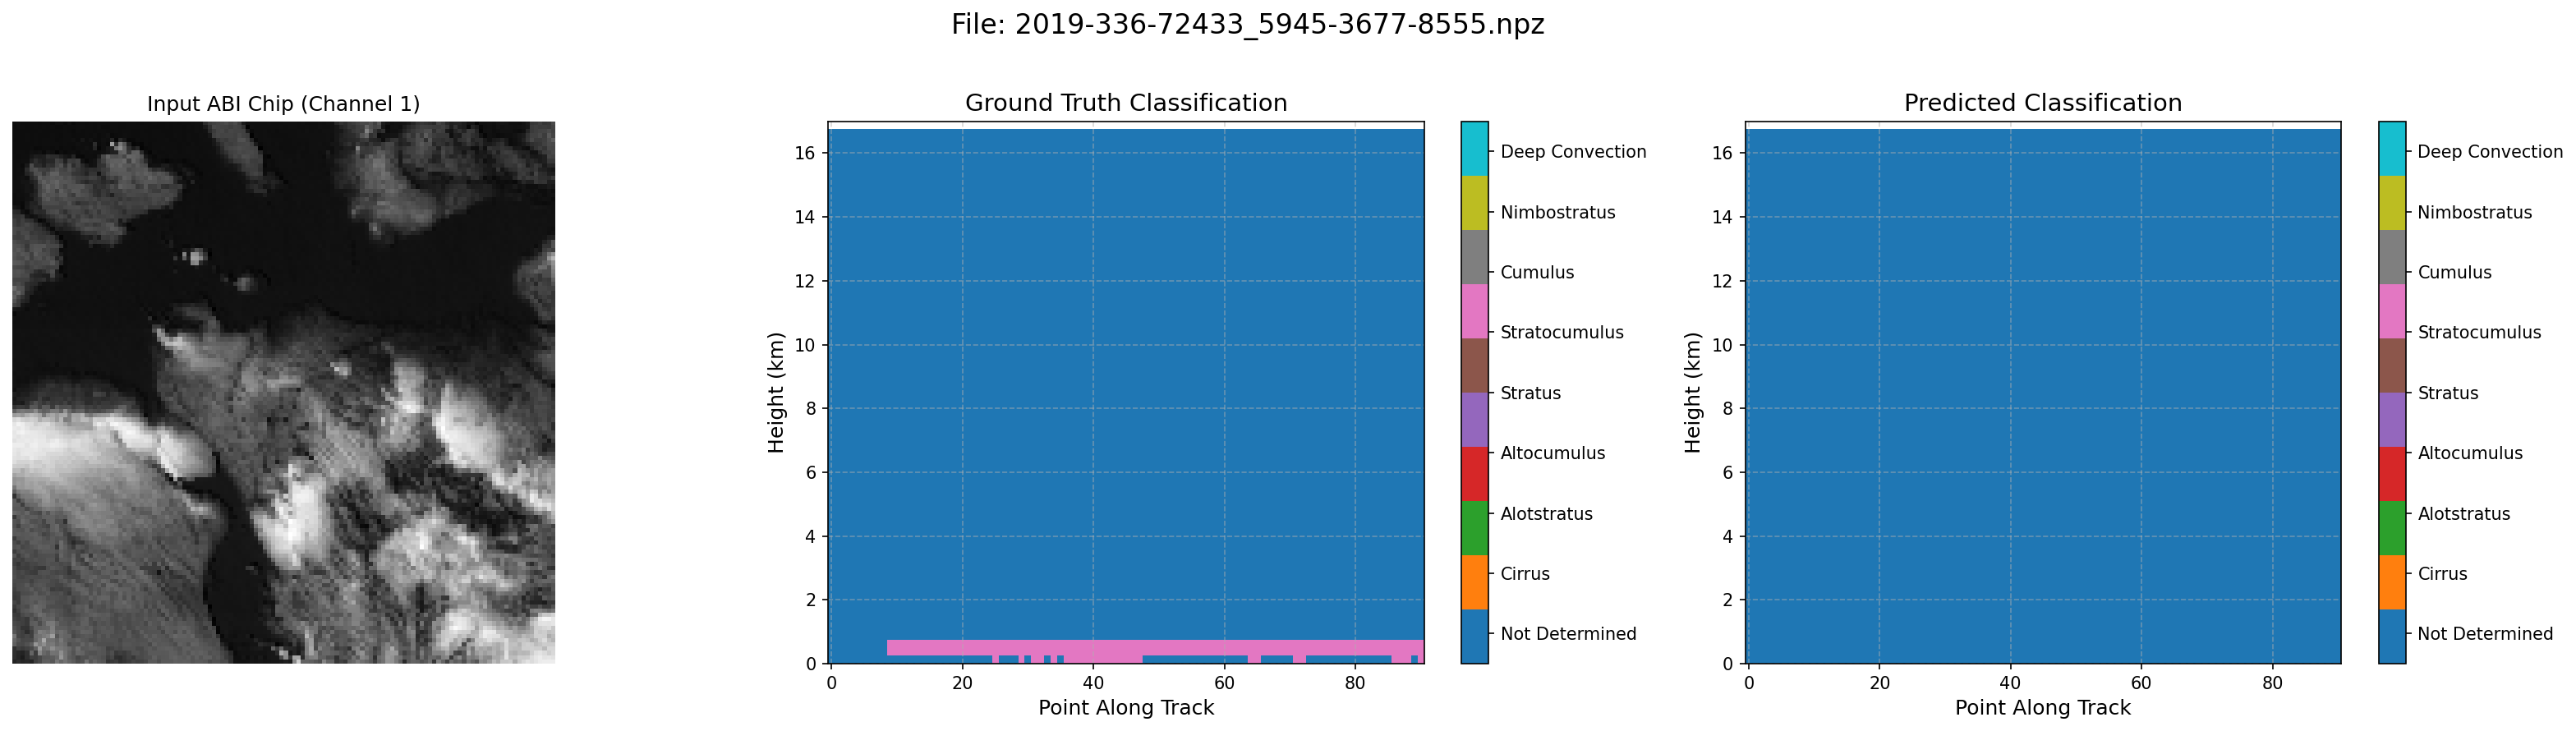 File: 2019-336-72433_5945-3677-8555.npz
Input ABI Chip (Channel 1)
Ground Truth Classification
Height (km)
16
14
12
10
8
6
4
2
0
0 20 40 60 80
Point Along Track
Deep Convection
Nimbostratus
Cumulus
Stratocumulus
Stratus
Altocumulus
Alotstratus
Cirrus
Not Determined
Predicted Classification
Height (km)
16
14
12
10
8
6
4
2
0
0 20 40 60 80
Point Along Track
Deep Convection
Nimbostratus
Cumulus
Stratocumulus
Stratus
Altocumulus
Alotstratus
Cirrus
Not Determined